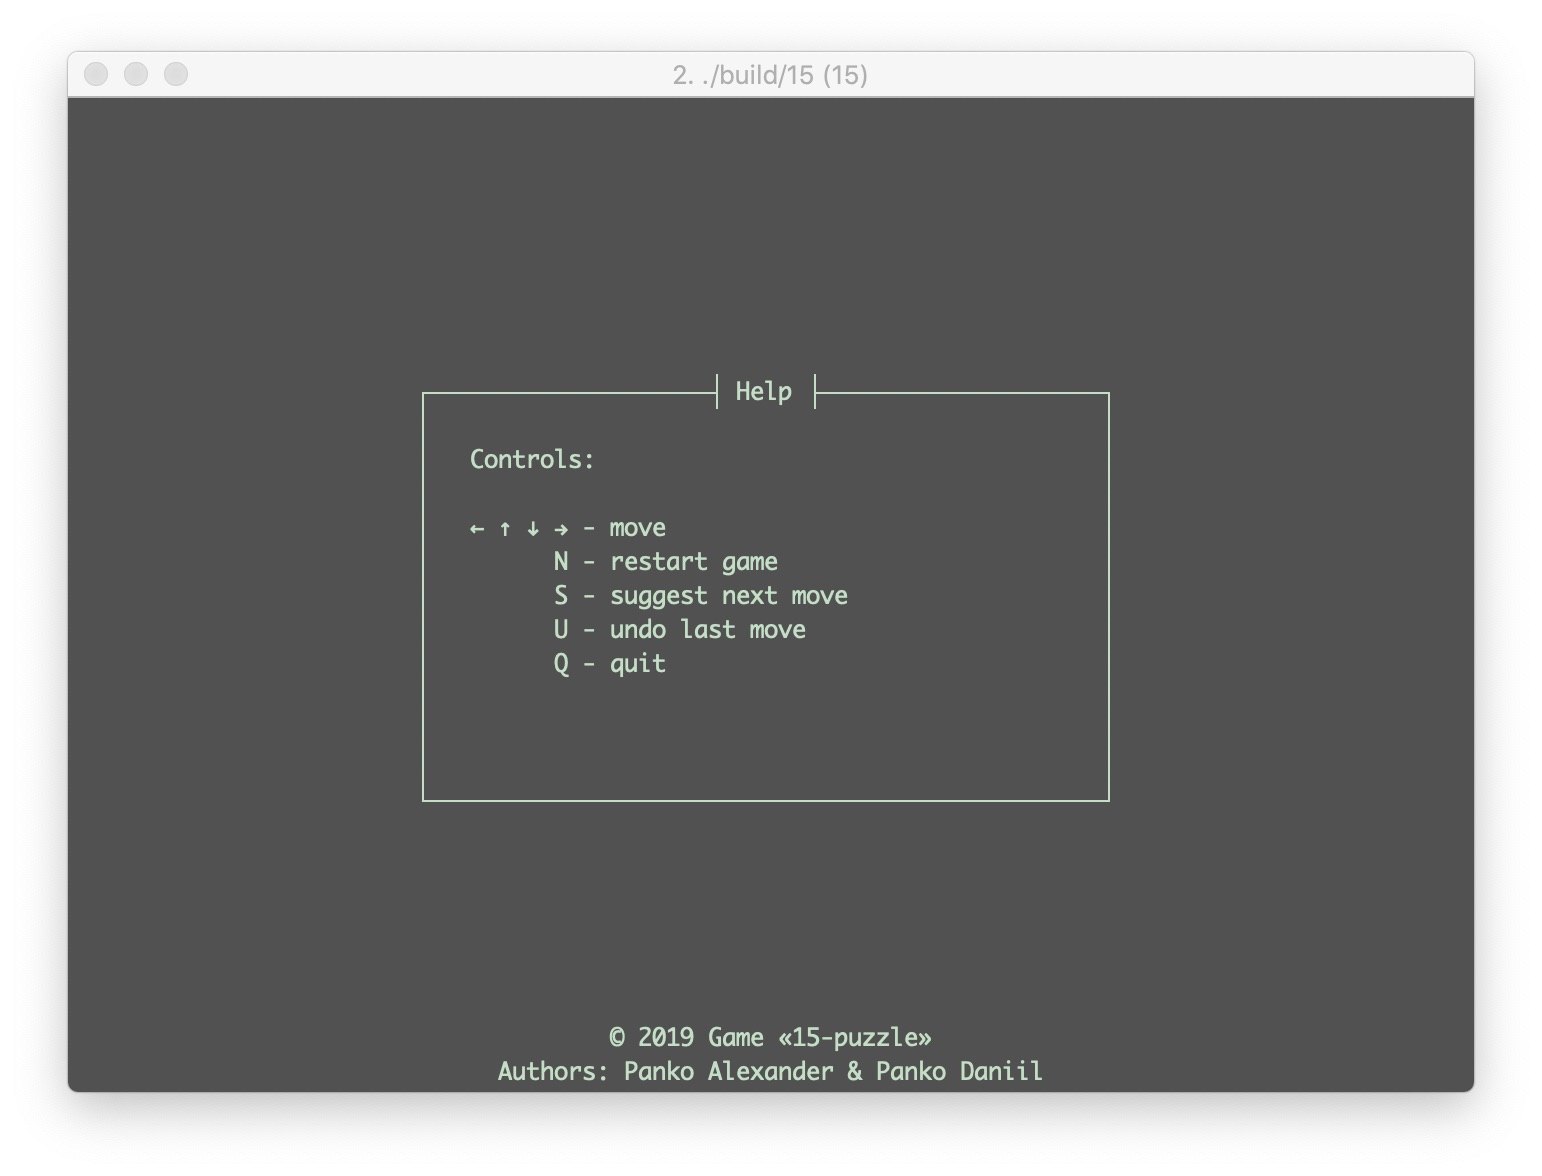 2. ./build/15 (15)
Help
Controls:
← ↑ ↓ → - move
N - restart game
S - suggest next move
U - undo last move
Q - quit
© 2019 Game «15-puzzle»
Authors: Panko Alexander & Panko Daniil